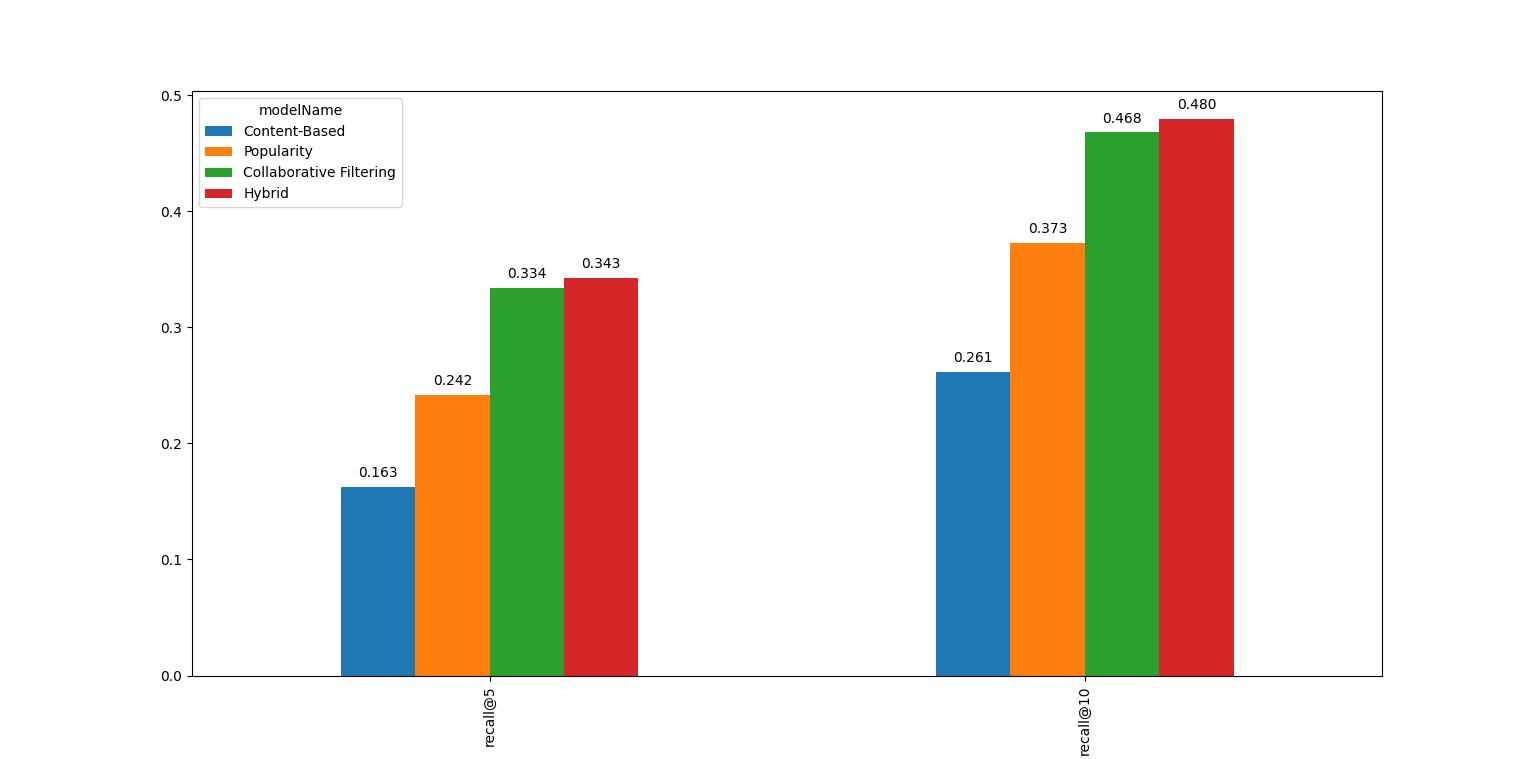 modelName
Content-Based
Popularity
Collaborative Filtering
Hybrid
0.5
0.4
0.3
0.2
0.1
0.0
0.163
0.242
0.334
0.343
0.261
0.373
0.468
0.480
recall@5
recall@10